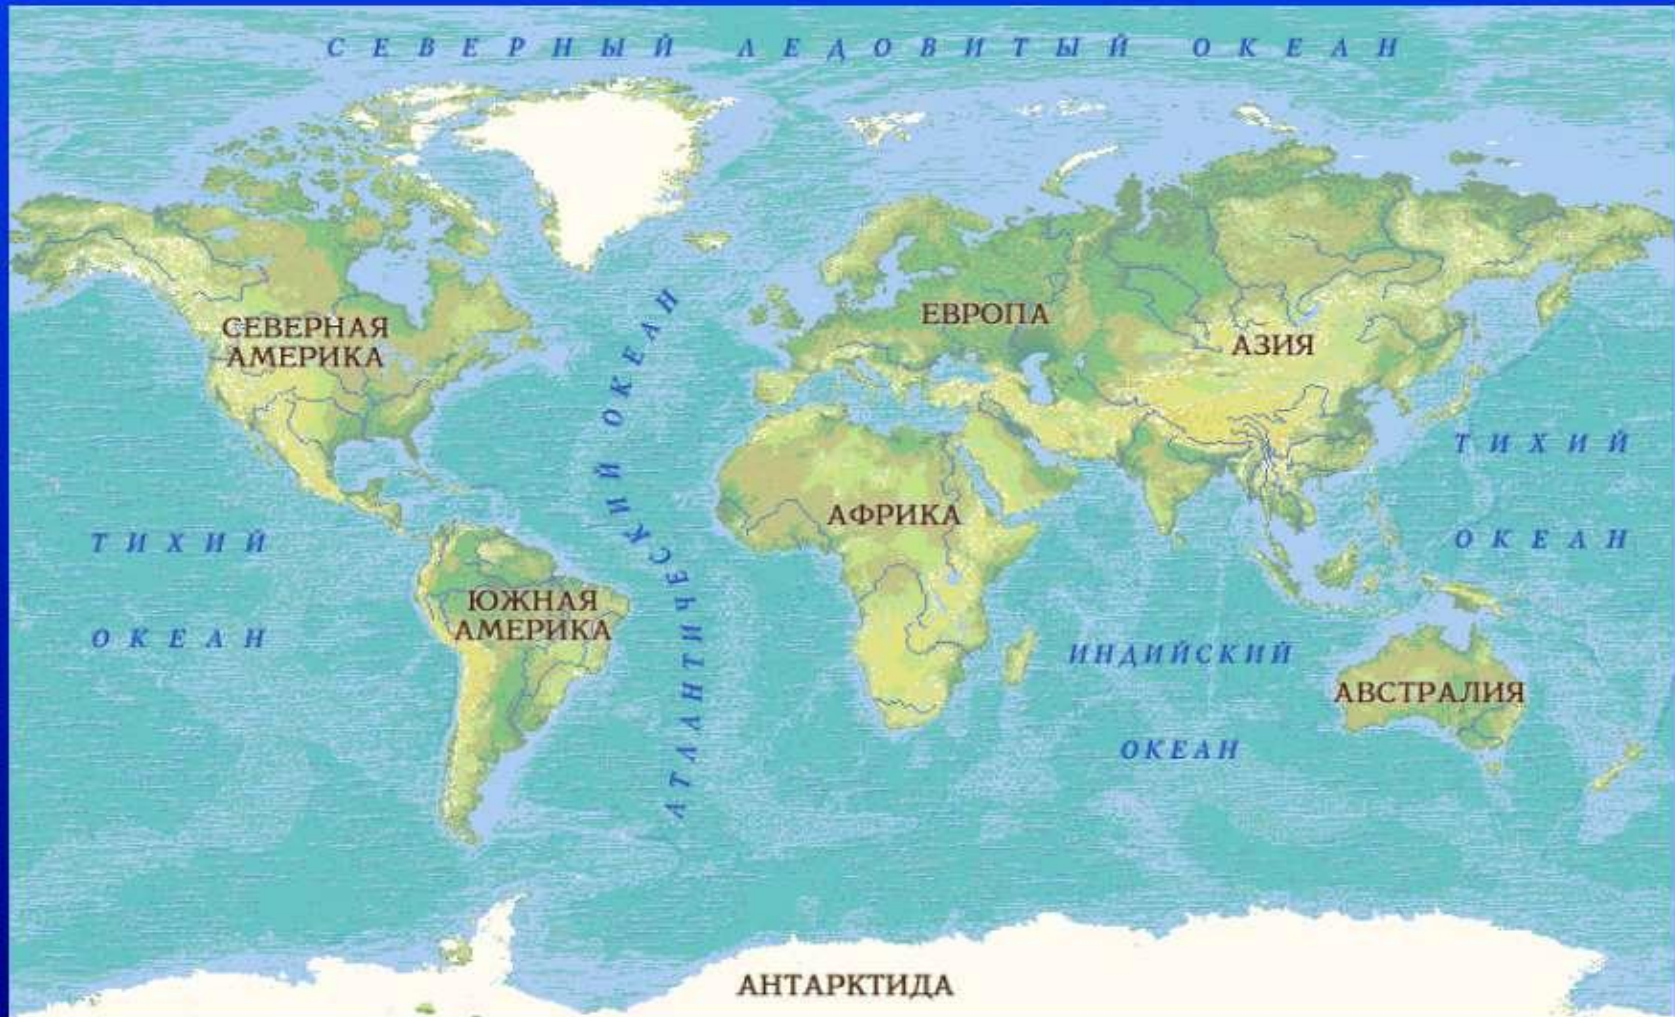 СЕВЕРНЫЙ ЛЕДОВИТЫЙ ОКЕАН
СЕВЕРНАЯ
АМЕРИКА
ЕВРОПА
АЗИЯ
АТЛАНТИЧЕСКИЙ ОКЕАН
ТИХИЙ
ОКЕАН
АФРИКА
ТИХИЙ
ОКЕАН
ЮЖНАЯ
АМЕРИКА
ИНДИЙСКИЙ
ОКЕАН
АВСТРАЛИЯ
АНТАРКТИДА